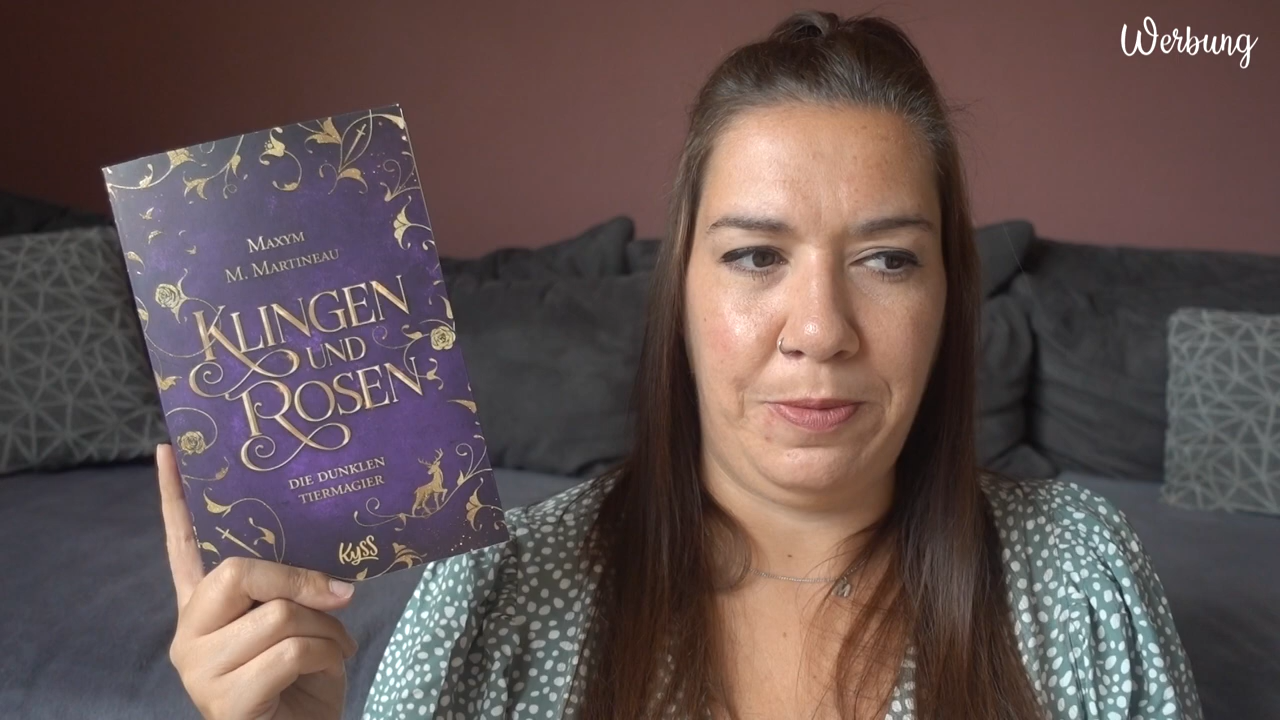 Werbung
MAXYM
M. MARTINEAU
KLINGEN
UND
ROSEN
DIE DUNKLEN
TIERMAGIER
KYSS